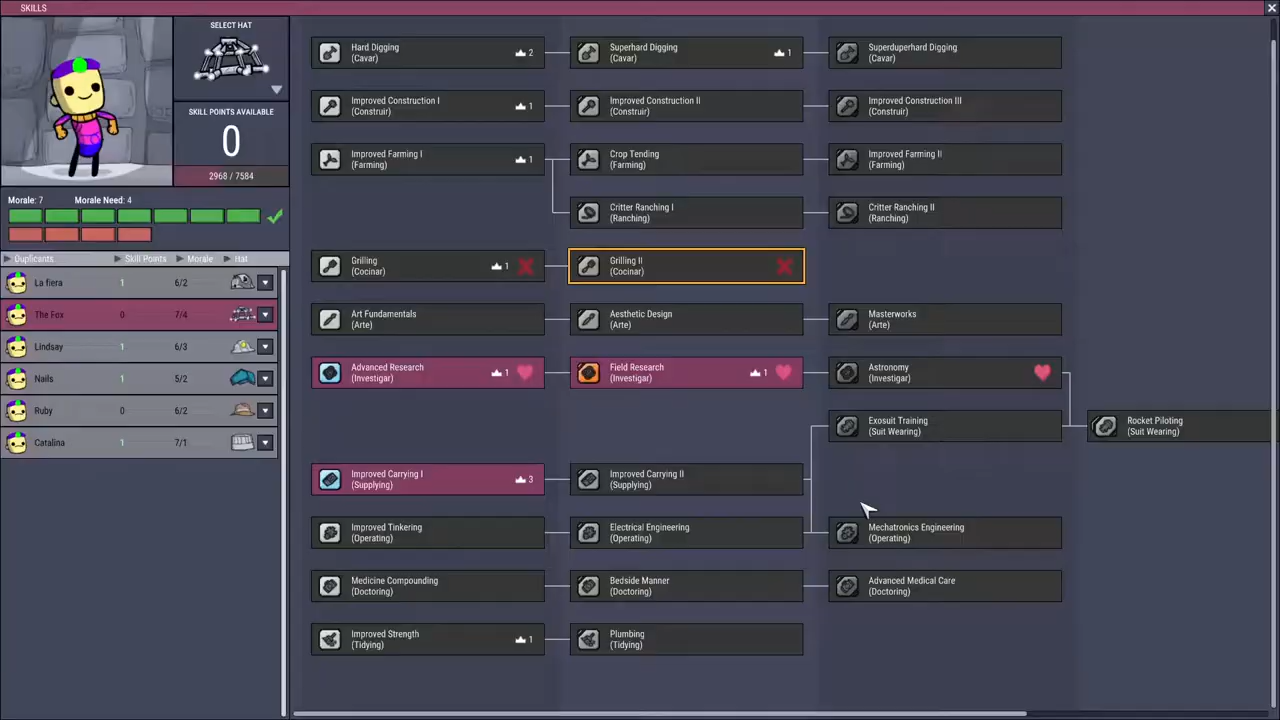 SKILLS
SELECT HAT
SKILL POINTS AVAILABLE
0
2968 / 7584
Morale: 7 Morale Need: 4
Duplicants Skill Points Morale Hat
La fiera 1 6/2
The Fox 0 7/4
Lindsay 1 6/3
Nails 1 5/2
Ruby 0 6/2
Catalina 1 7/1
Hard Digging
(Cavar)
2
Superhard Digging
(Cavar)
1
Superduperhard Digging
(Cavar)
Improved Construction I
(Construir)
1
Improved Construction II
(Construir)
Improved Construction III
(Construir)
Improved Farming I
(Farming)
1
Crop Tending
(Farming)
Improved Farming II
(Farming)
Critter Ranching I
(Ranching)
Critter Ranching II
(Ranching)
Grilling
(Cocinar)
1
Grilling II
(Cocinar)
Art Fundamentals
(Arte)
Aesthetic Design
(Arte)
Masterworks
(Arte)
Advanced Research
(Investigar)
1
Field Research
(Investigar)
1
Astronomy
(Investigar)
Exosuit Training
(Suit Wearing)
Rocket Piloting
(Suit Wearing)
Improved Carrying I
(Supplying)
3
Improved Carrying II
(Supplying)
Improved Tinkering
(Operating)
Electrical Engineering
(Operating)
Mechatronics Engineering
(Operating)
Medicine Compounding
(Doctoring)
Bedside Manner
(Doctoring)
Advanced Medical Care
(Doctoring)
Improved Strength
(Tidying)
1
Plumbing
(Tidying)